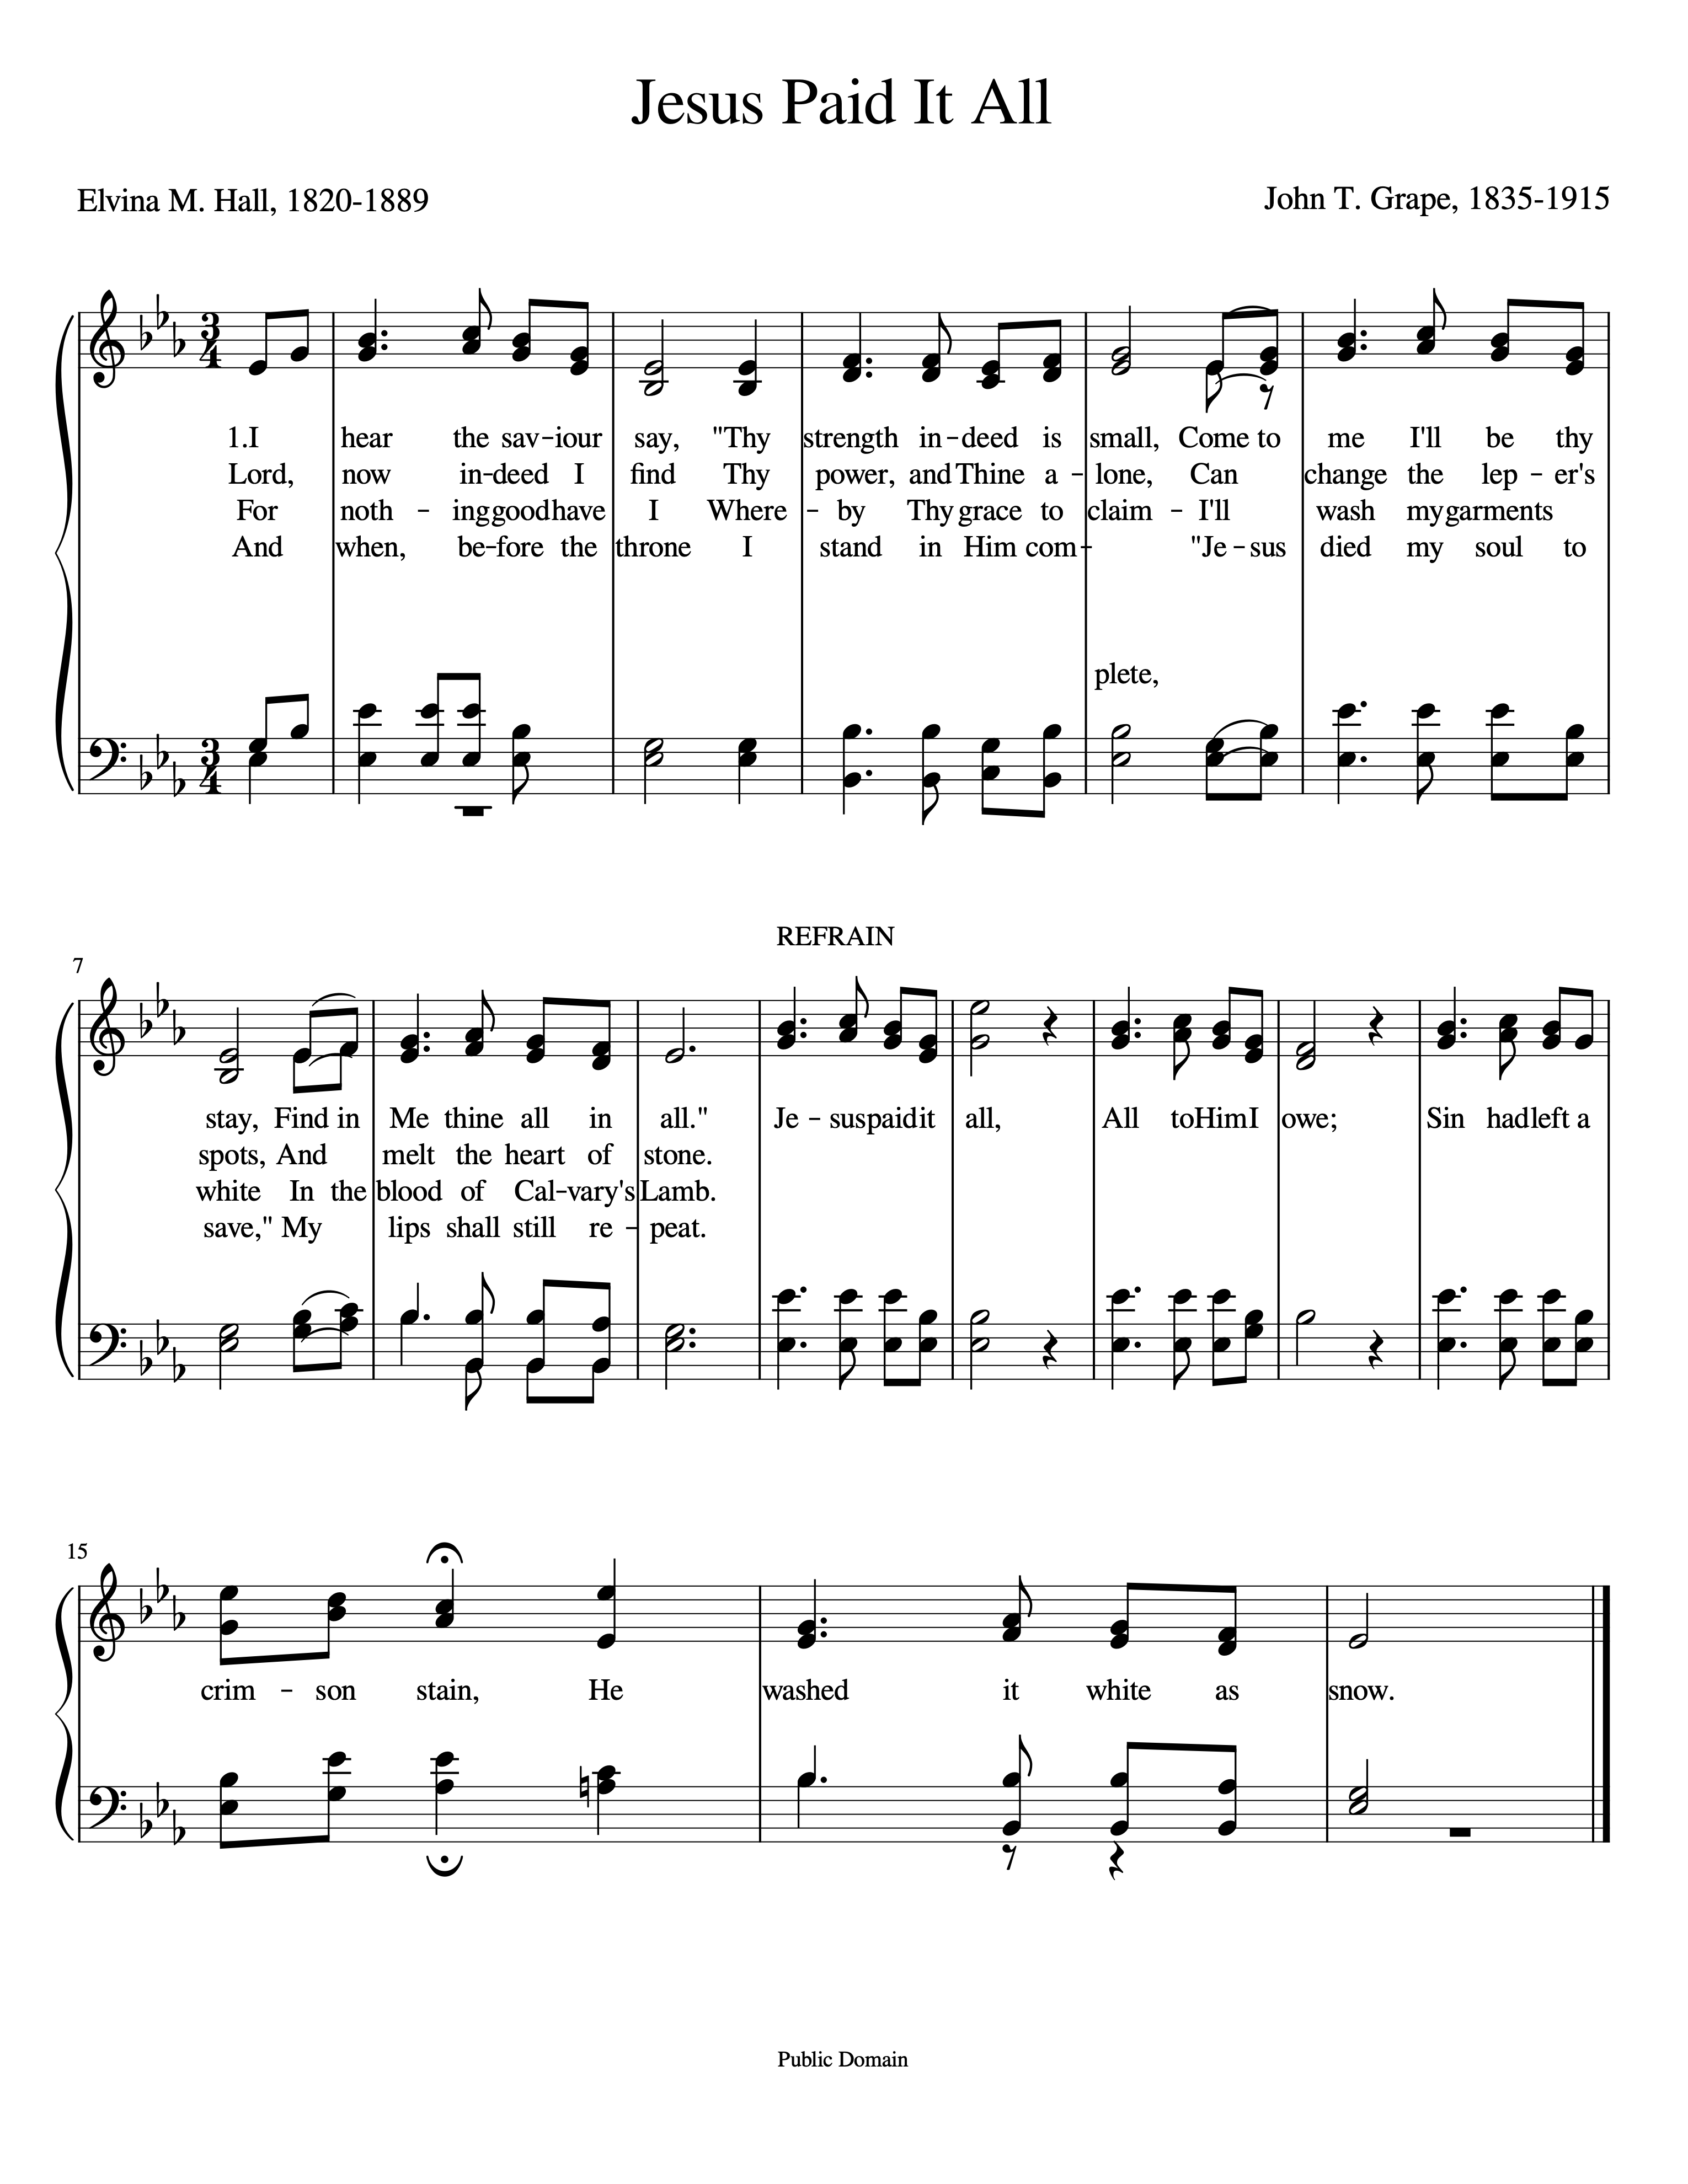 Jesus Paid It All
Elvina M. Hall, 1820-1889
John T. Grape, 1835-1915
3 4
1.I hear the sav-iour say, "Thy strength in-deed is small, Come to me I'll be thy
Lord, now in-deed I find Thy power, and Thine a-lone, Can change the lep-er's
For noth-ing good have I Where-by Thy grace to claim- I'll wash my garments
And when, be-fore the throne I stand in Him com- "Je-sus died my soul to
plete,
3 4
REFRAIN
7
stay, Find in Me thine all in all." Je-sus paid it all, All to Him I owe; Sin had left a
spots, And melt the heart of stone.
white In the blood of Cal-vary's Lamb.
save," My lips shall still re-peat.
15
crim-son stain, He washed it white as snow.
Public Domain